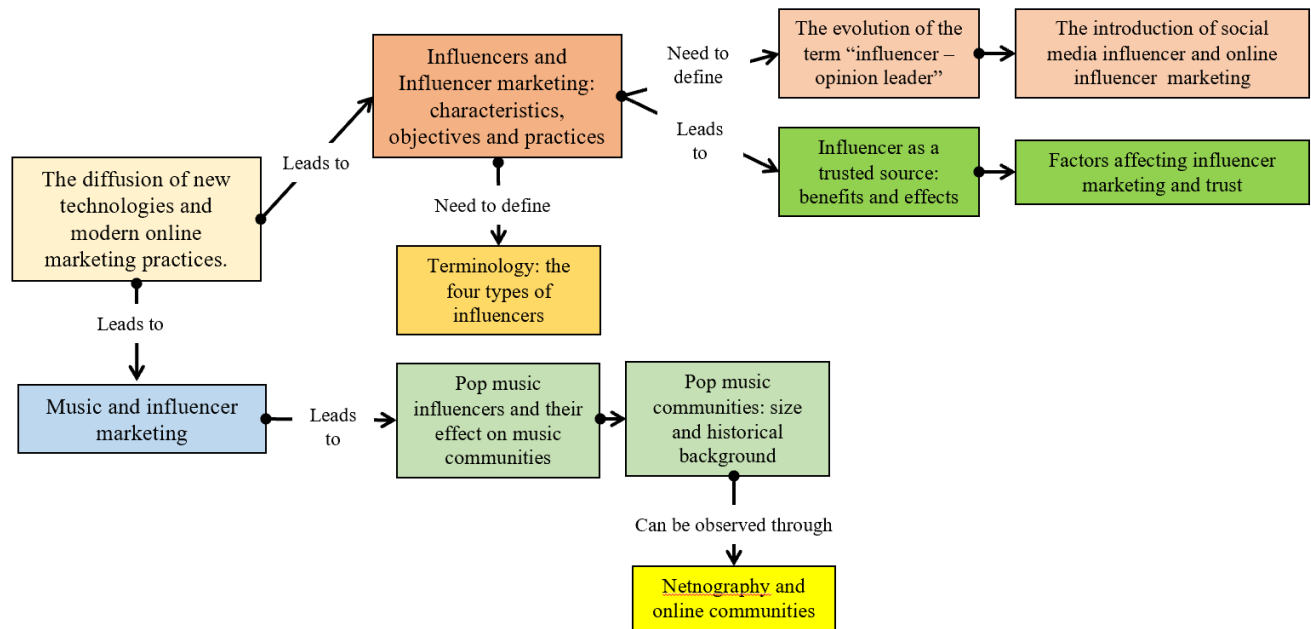 The evolution of the
term “influencer –
opinion leader”
The introduction of social
media influencer and online
influencer marketing
Need to
define
Influencers and
Influencer marketing:
characteristics,
objectives and practices
Leads
to
Influencer as a
trusted source:
benefits and effects
Factors affecting influencer
marketing and trust
Leads to
The diffusion of new
technologies and
modern online
marketing practices.
Need to define
Terminology: the
four types of
influencers
Leads to
Music and influencer
marketing
Leads
to
Pop music
influencers and their
effect on music
communities
Pop music
communities: size
and historical
background
Can be observed through
Netnography and
online communities